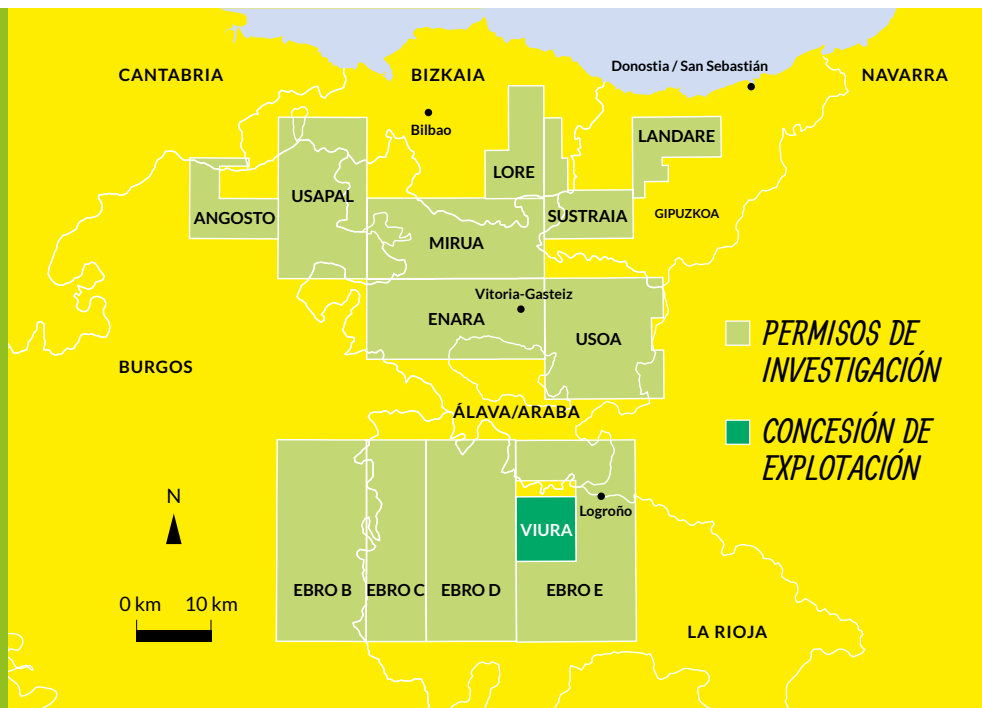 Donostia / San Sebastián
CANTABRIA
BIZKAIA
NAVARRA
Bilbao
LANDARE
LORE
USAPAL
ANGOSTO
SUSTRAIA
GIPUZKOA
MIRUA
Vitoria-Gasteiz
ENARA
USOA
PERMISOS DE
INVESTIGACIÓN
BURGOS
ÁLAVA/ARABA
CONCESIÓN DE
EXPLOTACIÓN
N
Logroño
VIURA
EBRO B
EBRO C
EBRO D
EBRO E
0 km
10 km
LA RIOJA